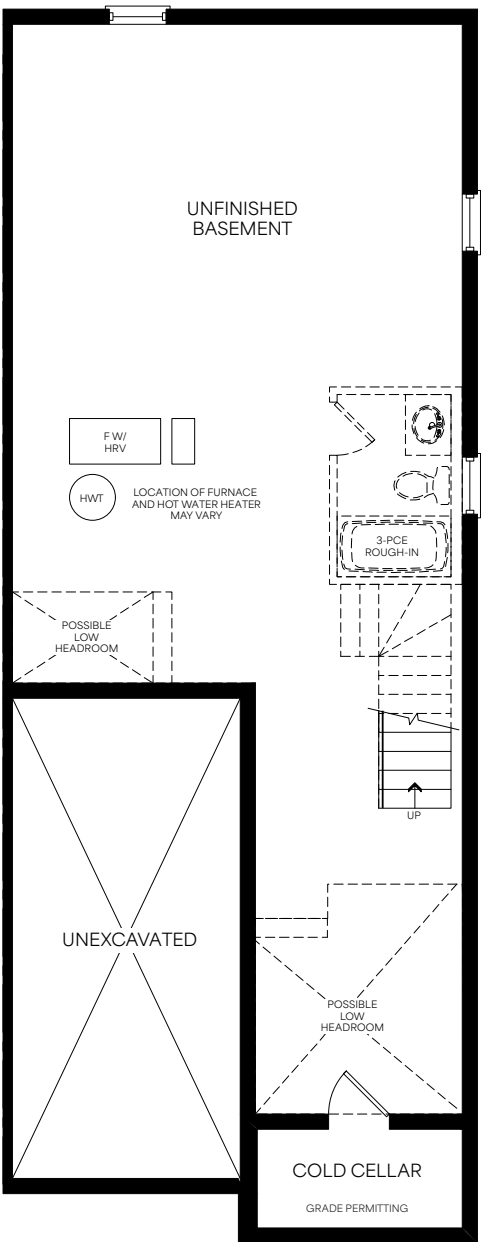 UNFINISHED
BASEMENT
F W/
HRV
HWT
LOCATION OF FURNACE
AND HOT WATER HEATER
MAY VARY
3-PCE
ROUGH-IN
POSSIBLE
LOW
HEADROOM
UP
UNEXCAVATED
POSSIBLE
LOW
HEADROOM
COLD CELLAR
GRADE PERMITTING